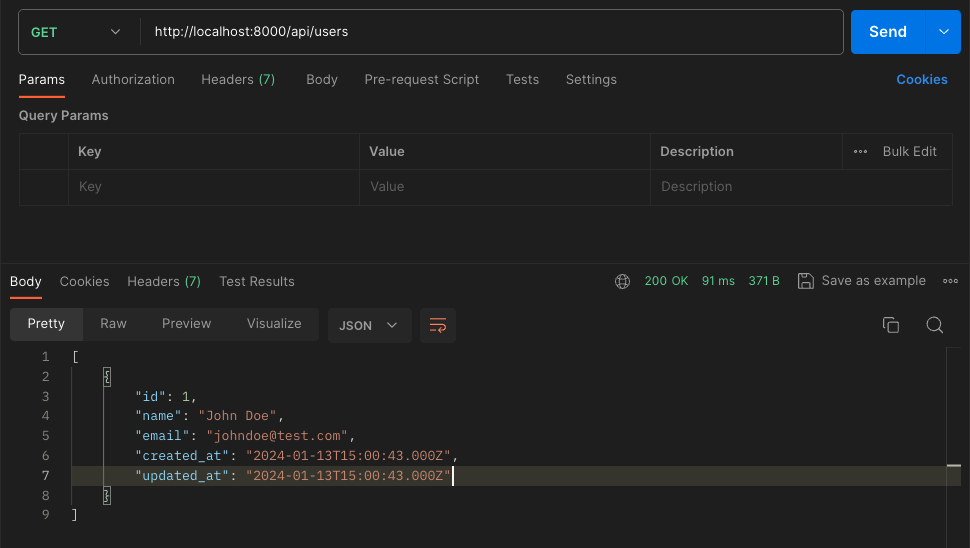 GET http://localhost:8000/api/users Send
Params Authorization Headers (7) Body Pre-request Script Tests Settings Cookies
Query Params
Key Value Description Bulk Edit
Key Value Description
Body Cookies Headers (7) Test Results 200 OK 91 ms 371 B Save as example
Pretty Raw Preview Visualize JSON
1 [
2 {
3 "id": 1,
4 "name": "John Doe",
5 "email": "johndoe@test.com",
6 "created_at": "2024-01-13T15:00:43.000Z",
7 "updated_at": "2024-01-13T15:00:43.000Z"
8 }
9 ]